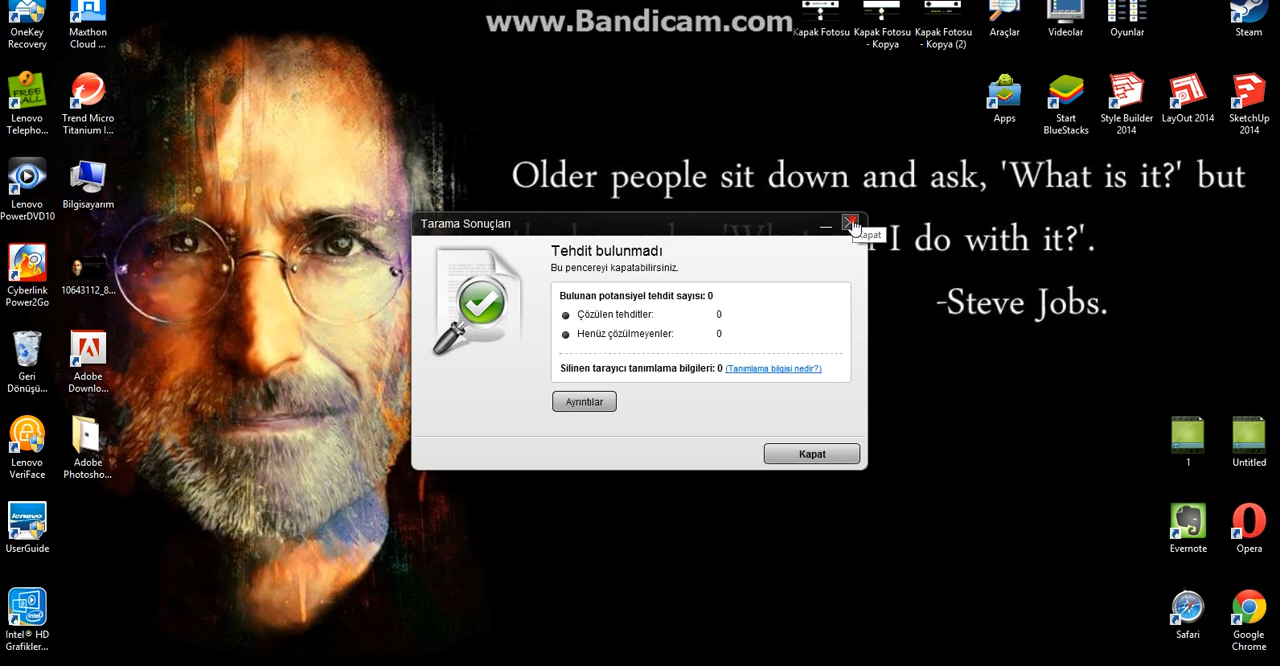 www.Bandicam.com
OneKey
Recovery
Maxthon
Cloud ...
Kapak Fotosu
Kapak Fotosu
- Kopya
Kapak Fotosu
- Kopya (2)
Araçlar
Videolar
Oyunlar
Steam
Lenovo
Telepho...
Trend Micro
Titanium I...
Apps
Start
BlueStacks
Style Builder
2014
LayOut 2014
SketchUp
2014
Older people sit down and ask, 'What is it?' but
I do with it?'.
-Steve Jobs.
Lenovo
PowerDVD10
Bilgisayarım
Cyberlink
Power2Go
10643112_8...
Geri
Dönüşü...
Adobe
Downlo...
Lenovo
VeriFace
Adobe
Photosho...
lenovo
UserGuide
Intel® HD
Grafikler...
Tarama Sonuçları
Kapat
Tehdit bulunmadı
Bu pencereyi kapatabilirsiniz.
Bulunan potansiyel tehdit sayısı: 0
Çözülen tehditler: 0
Henüz çözülmeyenler: 0
Silinen tarayıcı tanımlama bilgileri: 0 (Tanımlama bilgisi nedir?)
Ayrıntılar
Kapat
1
Untitled
Evernote
Opera
Safari
Google
Chrome